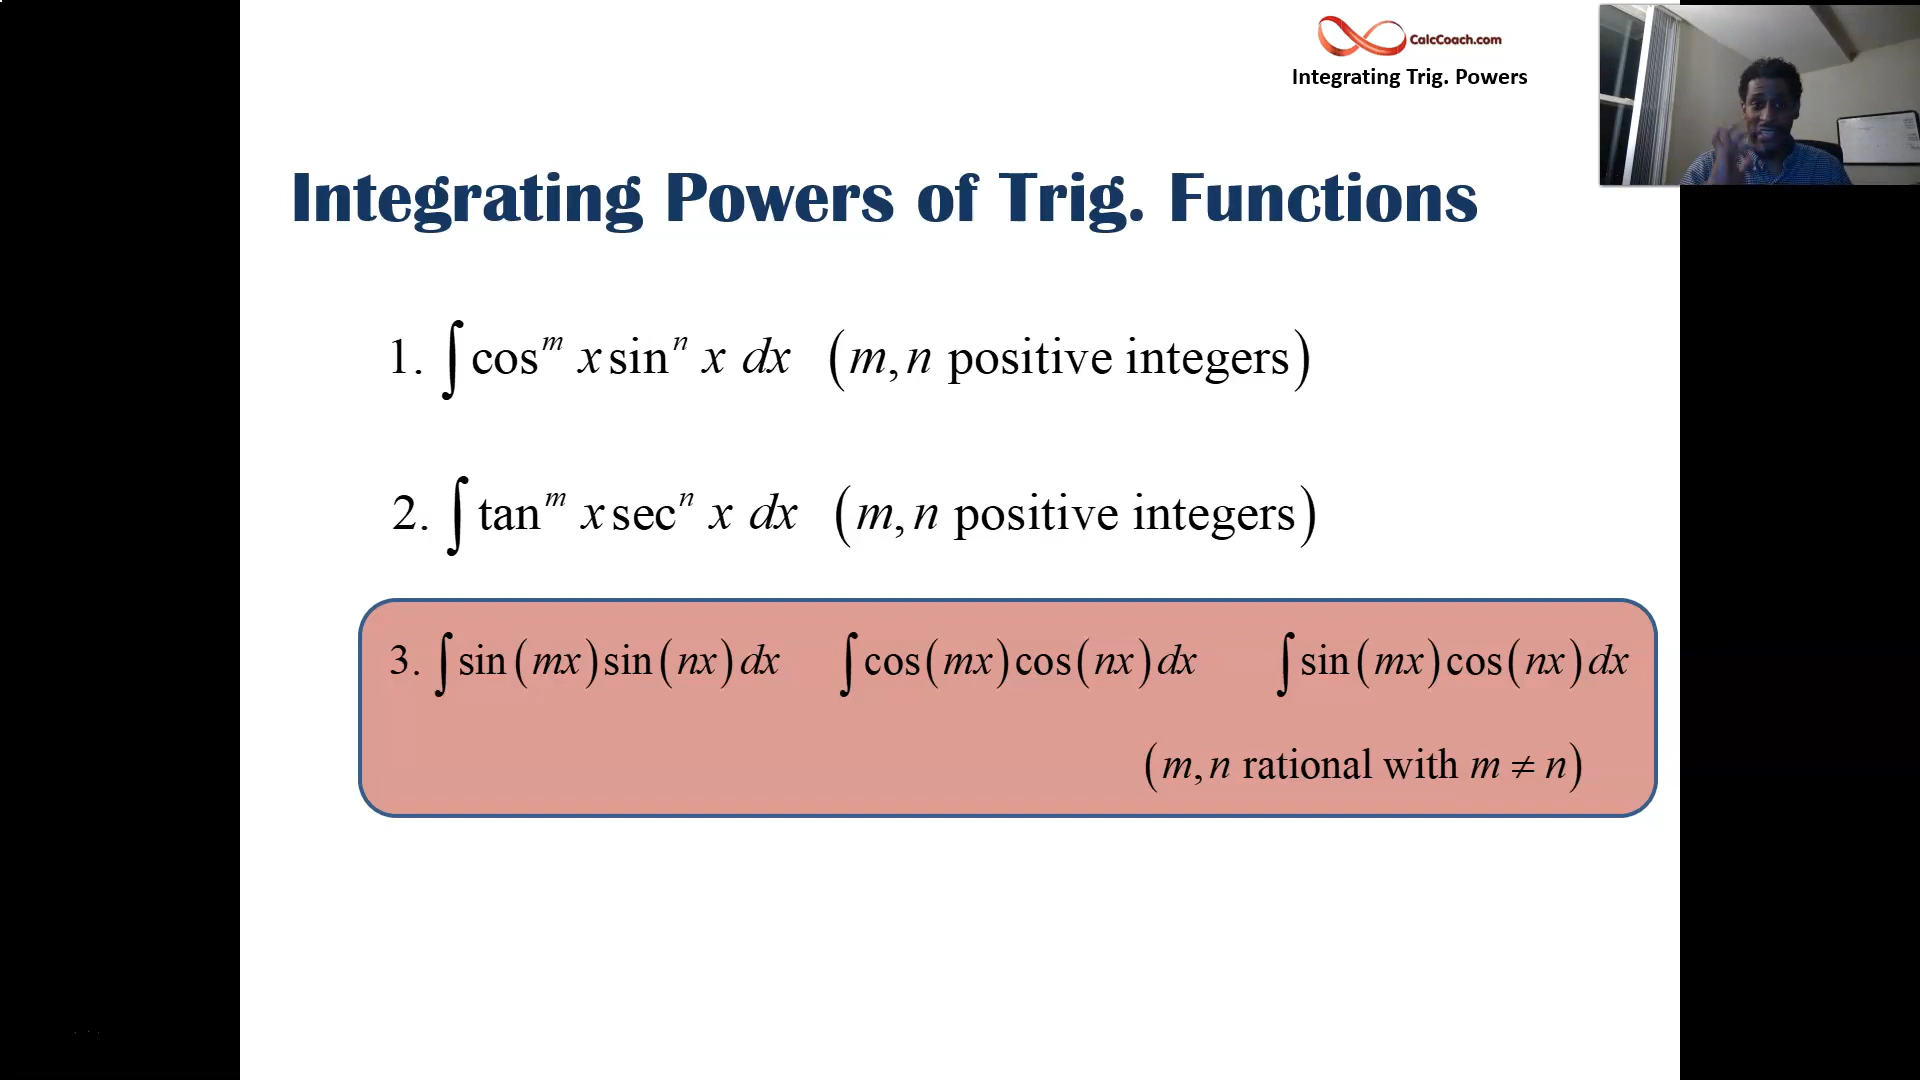 CalcCoach.com
Integrating Trig. Powers
Integrating Powers of Trig. Functions
1. ∫ cos^m x sin^n x dx (m, n positive integers)
2. ∫ tan^m x sec^n x dx (m, n positive integers)
3. ∫ sin(mx) sin(nx) dx ∫ cos(mx) cos(nx) dx ∫ sin(mx) cos(nx) dx
(m, n rational with m ≠ n)